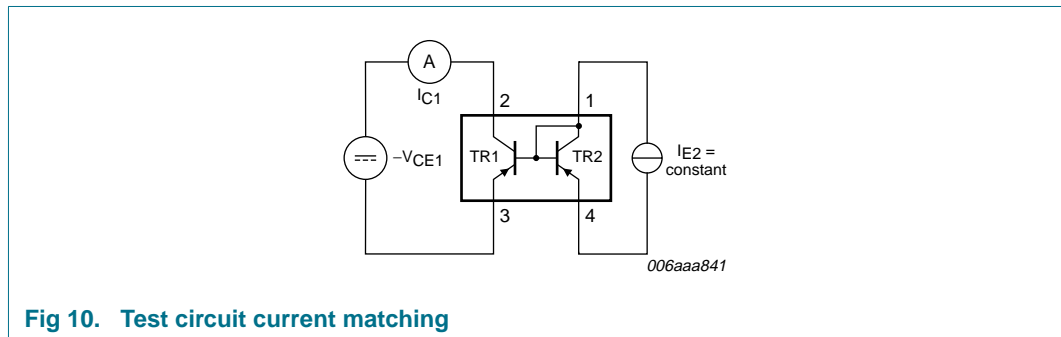 A
I_C1
2
1
TR1
TR2
–V_CE1
I_E2 =
constant
3
4
006aaa841
Fig 10. Test circuit current matching